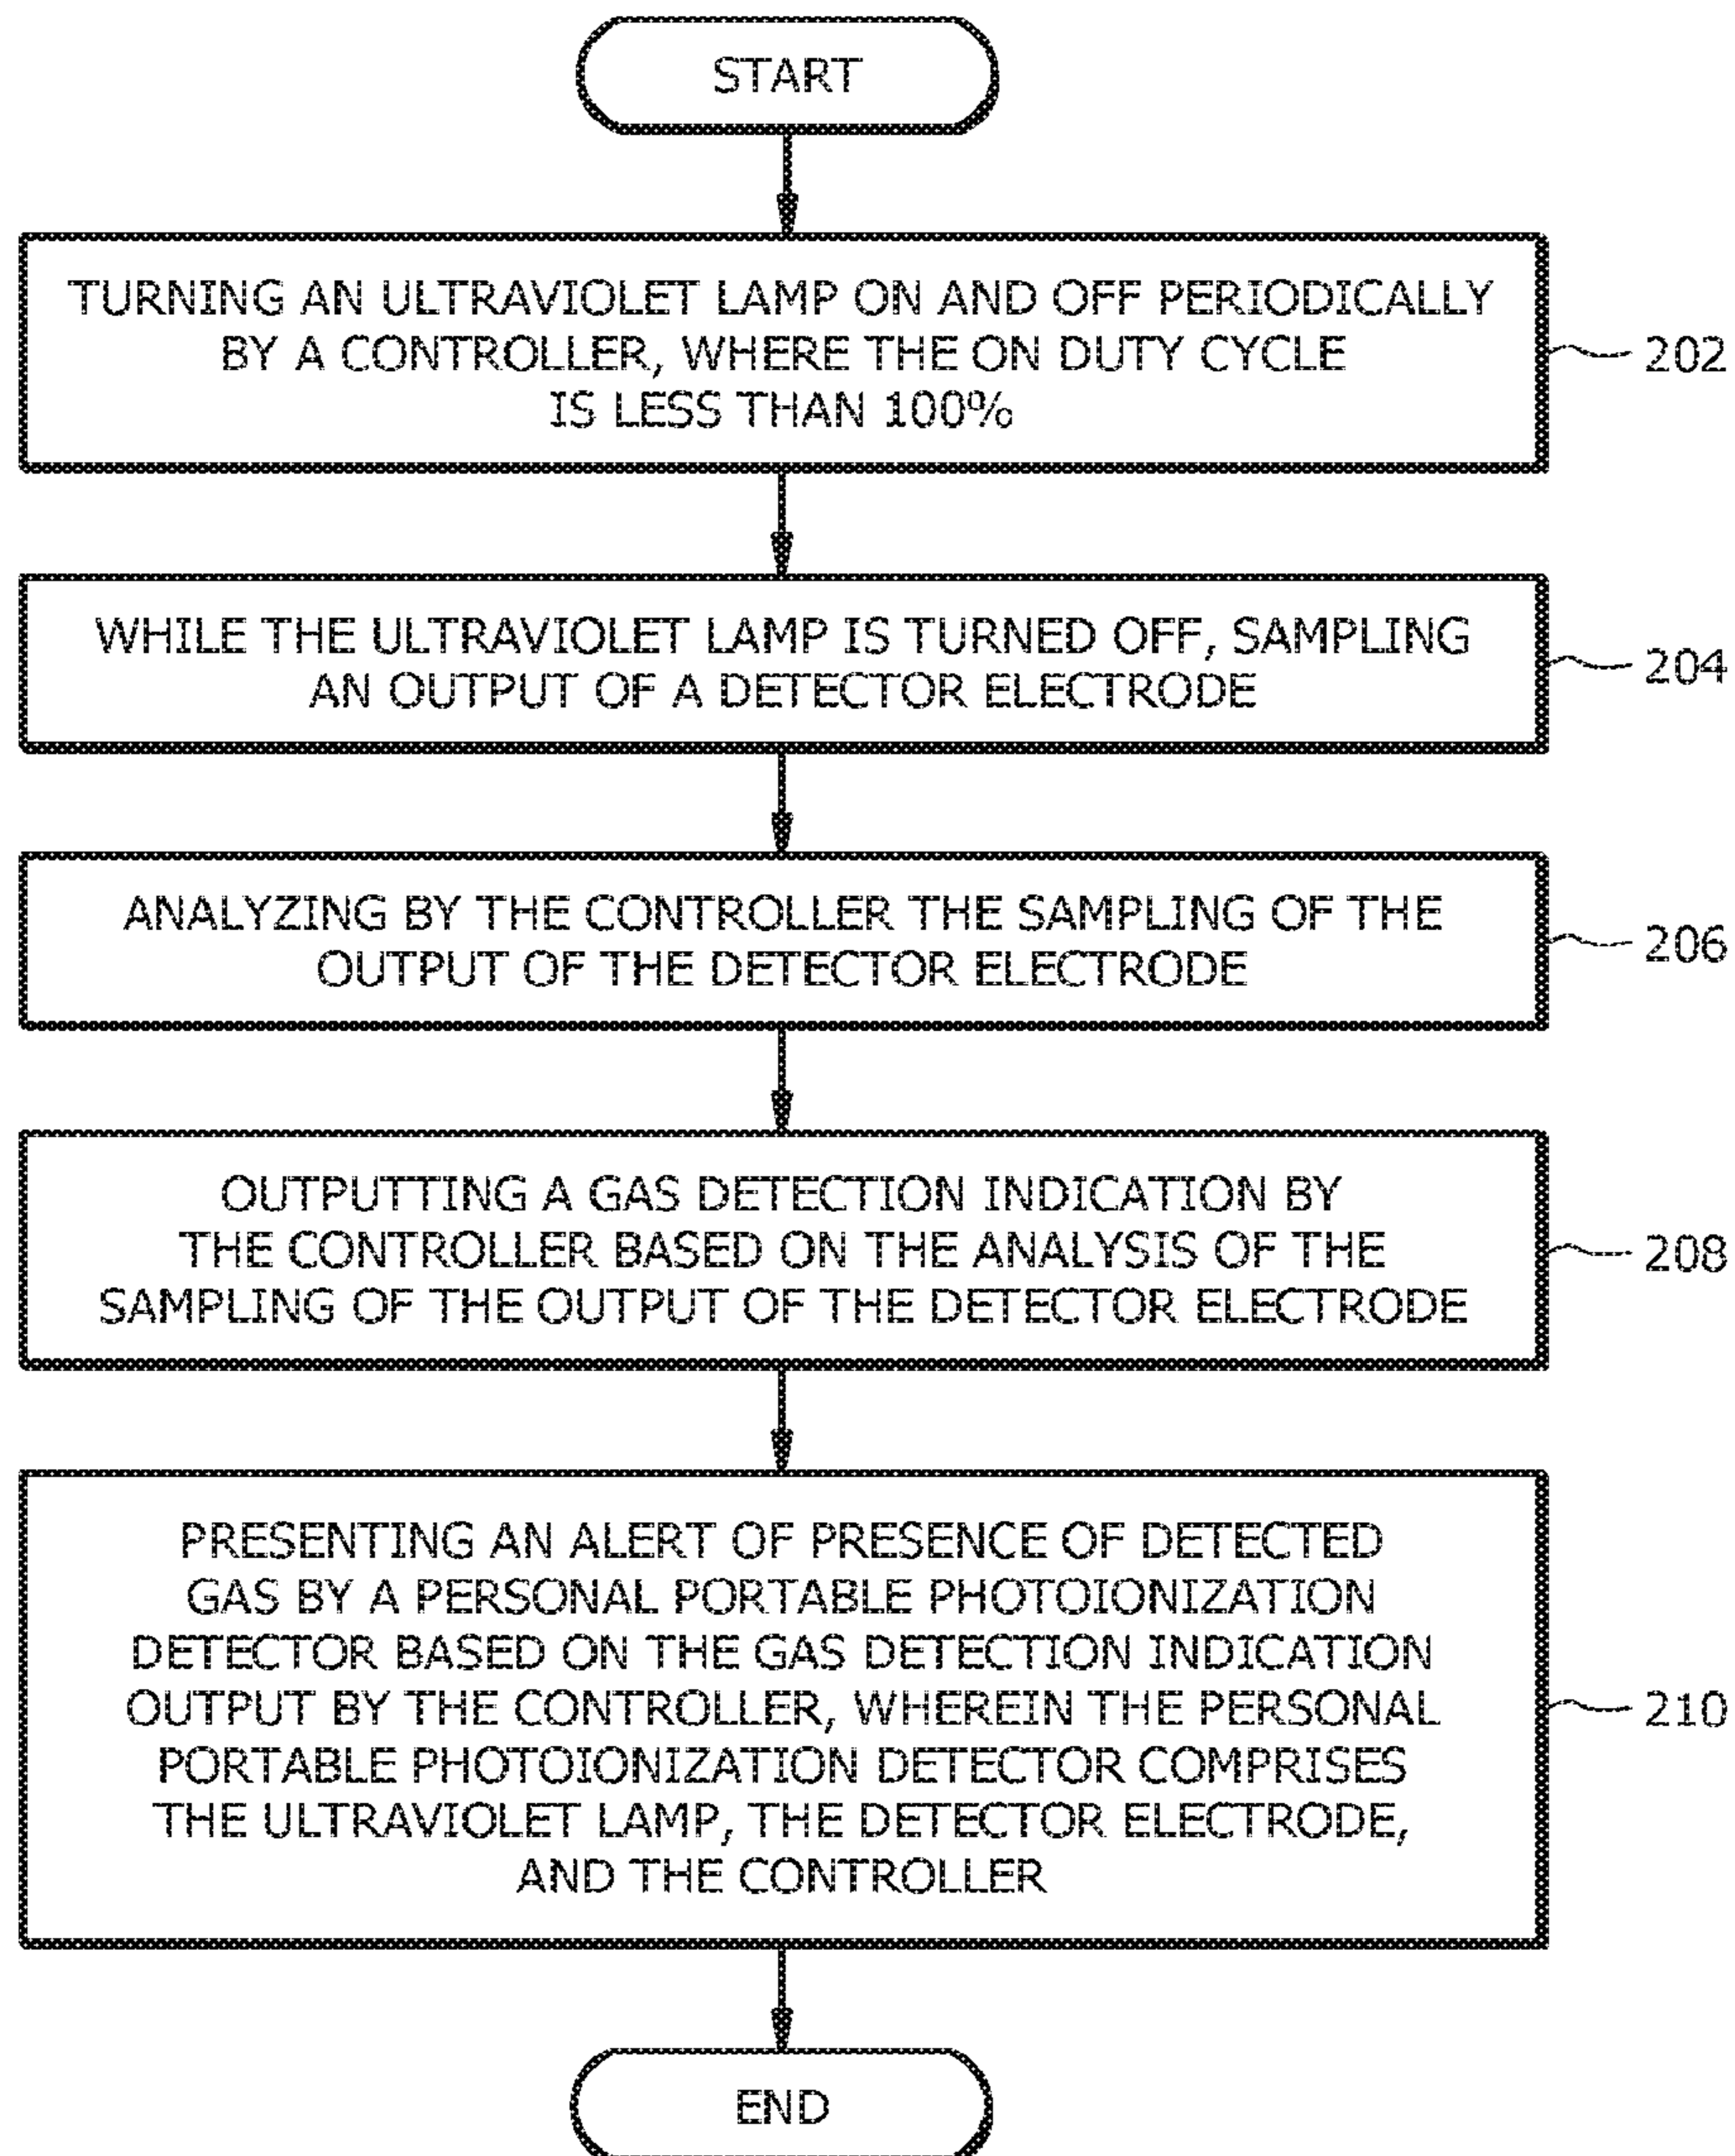 START
TURNING AN ULTRAVIOLET LAMP ON AND OFF PERIODICALLY
BY A CONTROLLER, WHERE THE ON DUTY CYCLE
IS LESS THAN 100%
202
WHILE THE ULTRAVIOLET LAMP IS TURNED OFF, SAMPLING
AN OUTPUT OF A DETECTOR ELECTRODE
204
ANALYZING BY THE CONTROLLER THE SAMPLING OF THE
OUTPUT OF THE DETECTOR ELECTRODE
206
OUTPUTTING A GAS DETECTION INDICATION BY
THE CONTROLLER BASED ON THE ANALYSIS OF THE
SAMPLING OF THE OUTPUT OF THE DETECTOR ELECTRODE
208
PRESENTING AN ALERT OF PRESENCE OF DETECTED
GAS BY A PERSONAL PORTABLE PHOTOIONIZATION
DETECTOR BASED ON THE GAS DETECTION INDICATION
OUTPUT BY THE CONTROLLER, WHEREIN THE PERSONAL
PORTABLE PHOTOIONIZATION DETECTOR COMPRISES
THE ULTRAVIOLET LAMP, THE DETECTOR ELECTRODE,
AND THE CONTROLLER
210
END